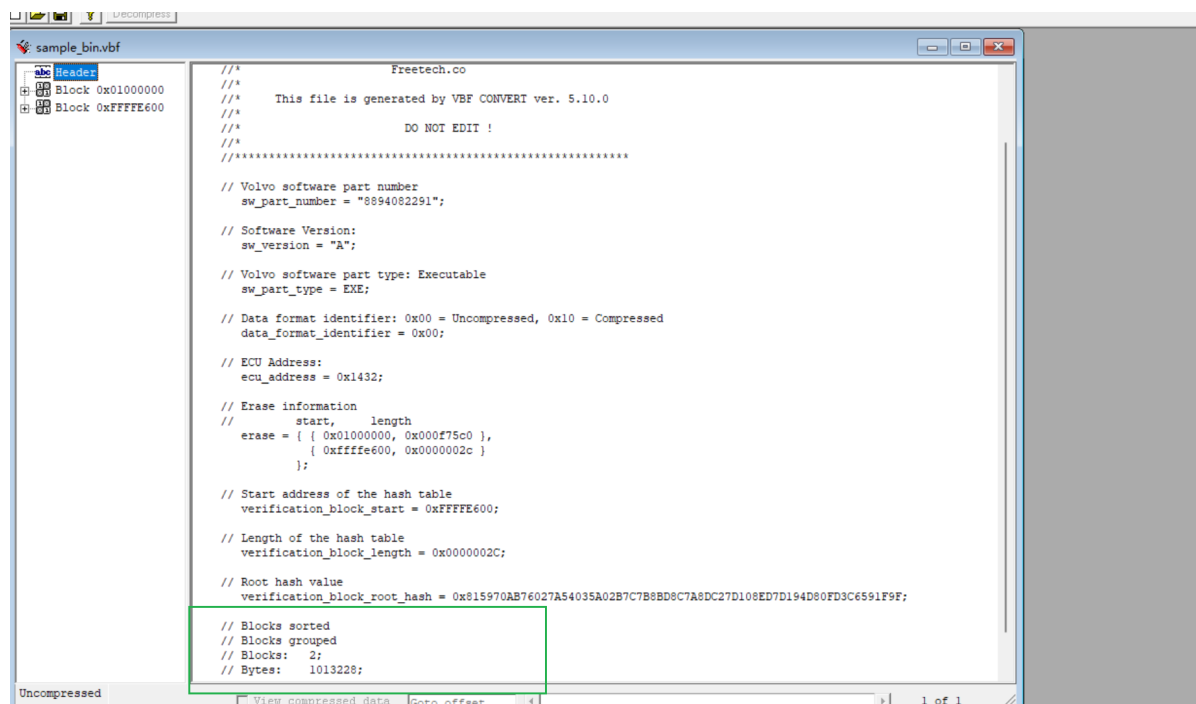 Decompress
sample_bin.vbf
Header
Block 0x01000000
Block 0xFFFFE600
//* Freetech.co
//*
//* This file is generated by VBF CONVERT ver. 5.10.0
//*
//* DO NOT EDIT !
//*
//**********************************************************
// Volvo software part number
sw_part_number = "8894082291";
// Software Version:
sw_version = "A";
// Volvo software part type: Executable
sw_part_type = EXE;
// Data format identifier: 0x00 = Uncompressed, 0x10 = Compressed
data_format_identifier = 0x00;
// ECU Address:
ecu_address = 0x1432;
// Erase information
// start, length
erase = { { 0x01000000, 0x000f75c0 },
{ 0xffffe600, 0x0000002c }
};
// Start address of the hash table
verification_block_start = 0xFFFFE600;
// Length of the hash table
verification_block_length = 0x0000002C;
// Root hash value
verification_block_root_hash = 0x815970AB76027A54035A02B7C7B8BD8C7A8DC27D108ED7D194D80FD3C6591F9F;
// Blocks sorted
// Blocks grouped
// Blocks: 2;
// Bytes: 1013228;
Uncompressed
View compressed data
Goto offset
1 of 1